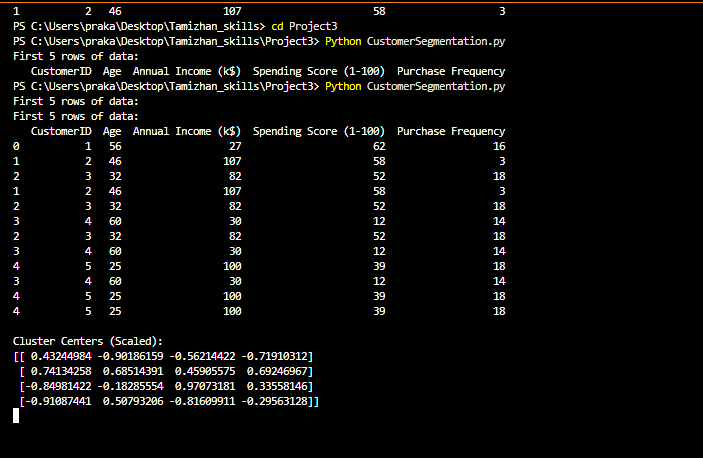 1           2   46                 107                      58                   3
PS C:\Users\praka\Desktop\Tamizhan_skills> cd Project3
PS C:\Users\praka\Desktop\Tamizhan_skills\Project3> Python CustomerSegmentation.py
First 5 rows of data:
   CustomerID  Age  Annual Income (k$)  Spending Score (1-100)  Purchase Frequency
PS C:\Users\praka\Desktop\Tamizhan_skills\Project3> Python CustomerSegmentation.py
First 5 rows of data:
First 5 rows of data:
   CustomerID  Age  Annual Income (k$)  Spending Score (1-100)  Purchase Frequency
0           1   56                  27                      62                  16
1           2   46                 107                      58                   3
2           3   32                  82                      52                  18
1           2   46                 107                      58                   3
2           3   32                  82                      52                  18
3           4   60                  30                      12                  14
2           3   32                  82                      52                  18
3           4   60                  30                      12                  14
4           5   25                 100                      39                  18
3           4   60                  30                      12                  14
4           5   25                 100                      39                  18
4           5   25                 100                      39                  18
Cluster Centers (Scaled):
[[ 0.43244984 -0.90186159 -0.56214422 -0.71910312]
 [ 0.74134258  0.68514391  0.45905575  0.69246967]
 [-0.84981422 -0.18285554  0.97073181  0.33558146]
 [-0.91087441  0.50793206 -0.81609911 -0.29563128]]